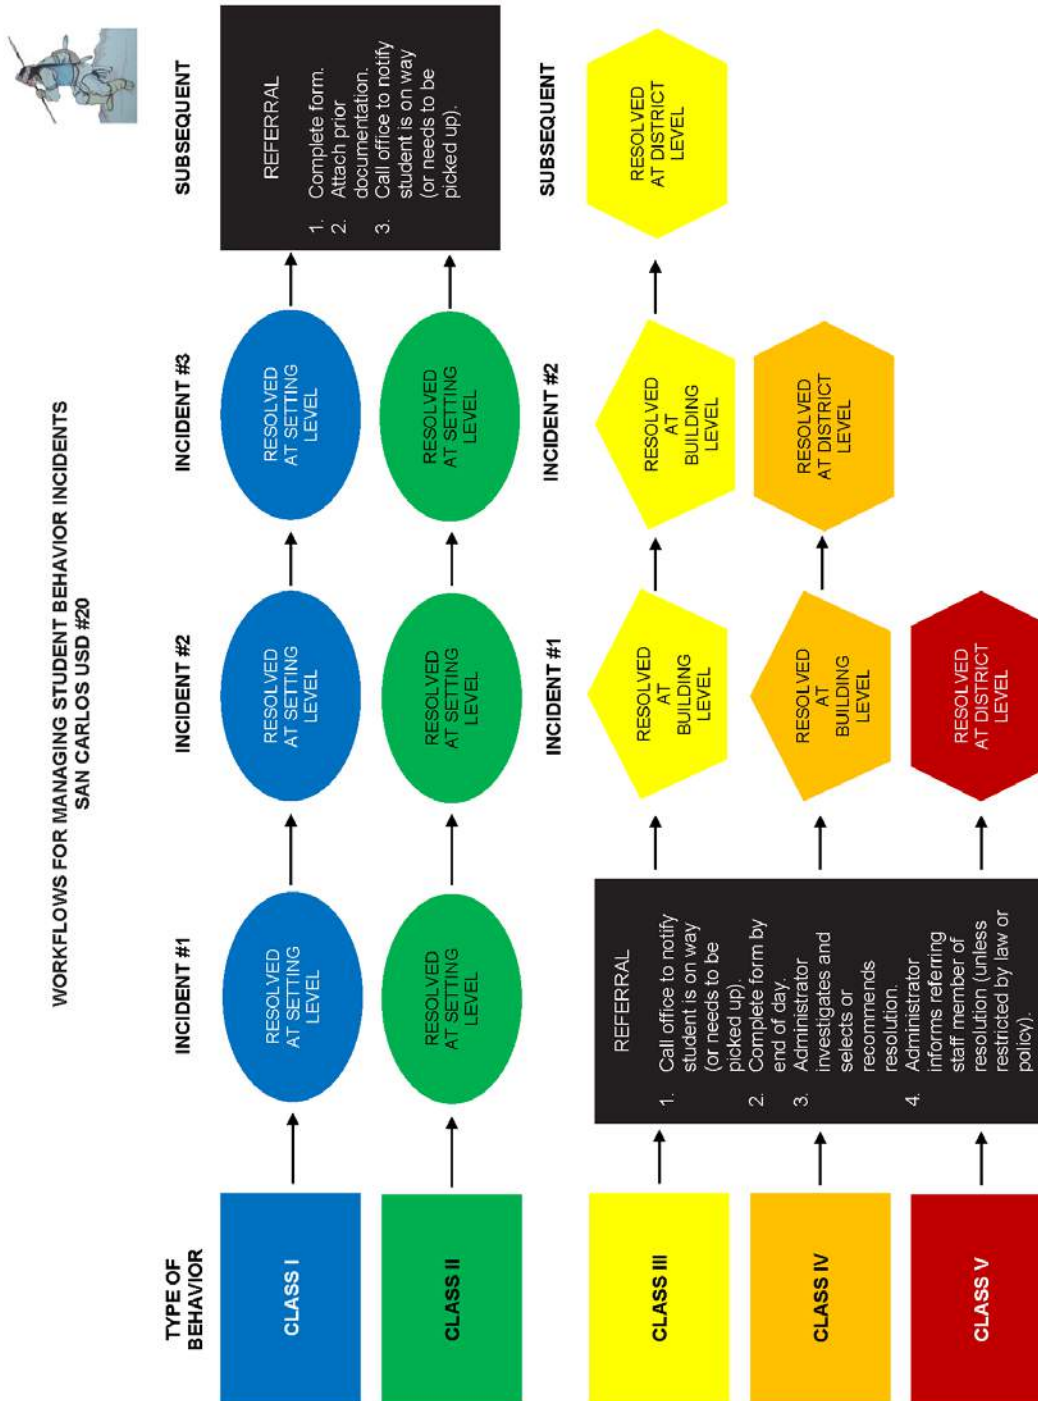 WORKFLOWS FOR MANAGING STUDENT BEHAVIOR INCIDENTS
SAN CARLOS USD #20
TYPE OF
BEHAVIOR
INCIDENT #1
INCIDENT #2
INCIDENT #3
SUBSEQUENT
CLASS I
RESOLVED
AT SETTING
LEVEL
RESOLVED
AT SETTING
LEVEL
RESOLVED
AT SETTING
LEVEL
REFERRAL
1. Complete form.
2. Attach prior
documentation.
3. Call office to notify
student is on way
(or needs to be
picked up).
CLASS II
RESOLVED
AT SETTING
LEVEL
RESOLVED
AT SETTING
LEVEL
RESOLVED
AT SETTING
LEVEL
INCIDENT #1
INCIDENT #2
SUBSEQUENT
CLASS III
REFERRAL
1. Call office to notify
student is on way
(or needs to be
picked up).
2. Complete form by
end of day.
3. Administrator
investigates and
selects or
recommends
resolution.
4. Administrator
informs referring
staff member of
resolution (unless
restricted by law or
policy).
RESOLVED
AT
BUILDING
LEVEL
RESOLVED
AT
BUILDING
LEVEL
RESOLVED
AT DISTRICT
LEVEL
CLASS IV
RESOLVED
AT
BUILDING
LEVEL
RESOLVED
AT DISTRICT
LEVEL
CLASS V
RESOLVED
AT DISTRICT
LEVEL